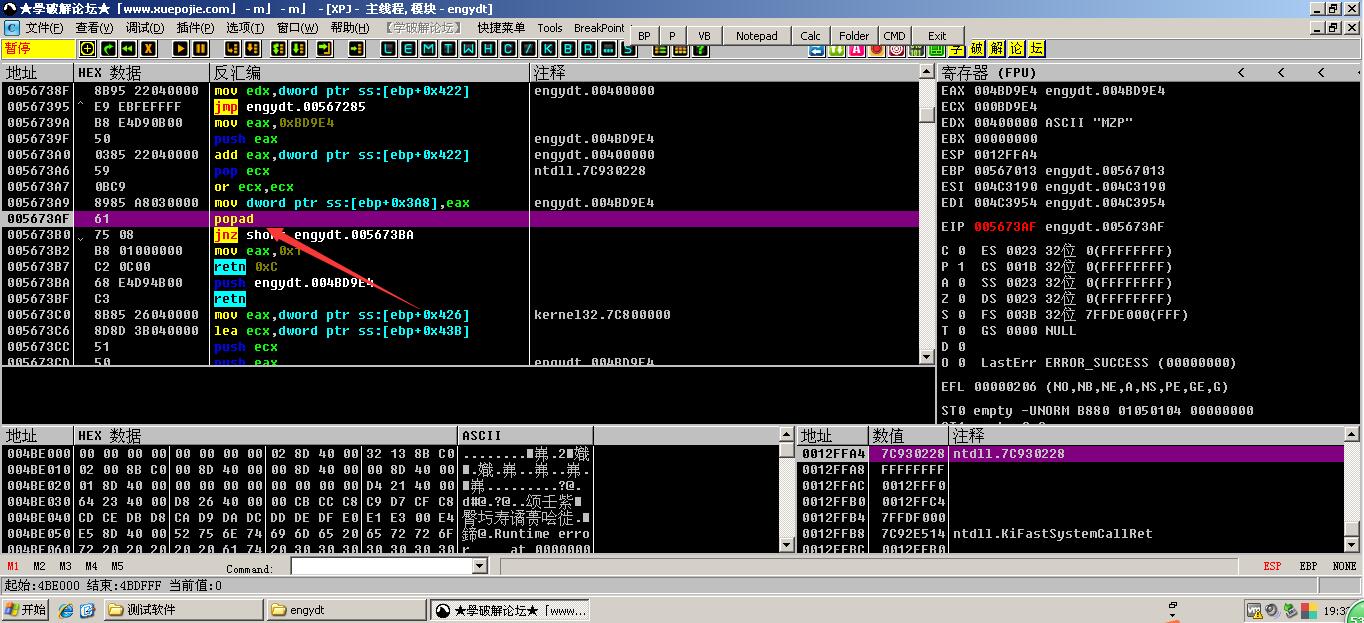 ★学破解论坛★ [www.xuepojie.com」- m」 m」 - [XPJ - 主线程, 模块 - engydt]
文件(F) 查看(V) 调试(D) 插件(P) 选项(T) 窗口(W) 帮助(H) 【学破解论坛】 快捷菜单 Tools BreakPoint BP P VB Notepad Calc Folder CMD Exit
暂停 L E M T W H C / K B R ... S ? A 字 破 解 论 坛
地址 HEX 数据 反汇编 注释
0056738F 8B95 22040000 mov edx,dword ptr ss:[ebp+0x422] engydt.00400000
00567395 ^ E9 EBFEFFFF jmp engydt.00567285
0056739A B8 E4D90B00 mov eax,0xBD9E4
0056739F 50 push eax engydt.004BD9E4
005673A0 0385 22040000 add eax,dword ptr ss:[ebp+0x422] engydt.00400000
005673A6 59 pop ecx ntdll.7C930228
005673A7 0BC9 or ecx,ecx
005673A9 8985 A8030000 mov dword ptr ss:[ebp+0x3A8],eax engydt.004BD9E4
005673AF 61 popad
005673B0 75 08 jnz short engydt.005673BA
005673B2 B8 01000000 mov eax,0x1
005673B7 C2 0C00 retn 0xC
005673BA 68 E4D94B00 push engydt.004BD9E4
005673BF C3 retn
005673C0 8B85 26040000 mov eax,dword ptr ss:[ebp+0x426] kernel32.7C800000
005673C6 8D8D 3B040000 lea ecx,dword ptr ss:[ebp+0x43B]
005673CC 51 push ecx
005673CD 50 push eax engydt.004BD9E4
寄存器 (FPU) < < <
EAX 004BD9E4 engydt.004BD9E4
ECX 000BD9E4
EDX 00400000 ASCII "MZP"
EBX 00000000
ESP 0012FFA4
EBP 00567013 engydt.00567013
ESI 004C3190 engydt.004C3190
EDI 004C3954 engydt.004C3954
EIP 005673AF engydt.005673AF
C 0 ES 0023 32位 0(FFFFFFFF)
P 1 CS 001B 32位 0(FFFFFFFF)
A 0 SS 0023 32位 0(FFFFFFFF)
Z 0 DS 0023 32位 0(FFFFFFFF)
S 0 FS 003B 32位 7FFDE000(FFF)
T 0 GS 0000 NULL
D 0
O 0 LastErr ERROR_SUCCESS (00000000)
EFL 00000206 (NO,NB,NE,A,NS,PE,GE,G)
ST0 empty -UNORM B880 01050104 00000000
地址 HEX 数据 ASCII
004BE000 00 00 00 00 00 00 00 00 02 8D 40 00 32 13 8B C0
004BE010 02 00 8B C0 00 8D 40 00 00 8D 40 00 00 8D 40 00
004BE020 01 8D 40 00 00 00 00 00 00 00 00 00 D4 21 40 00
004BE030 64 23 40 00 D8 26 40 00 00 CB CC C8 C9 D7 CF C8 d#@.?@..颂壬紫
004BE040 CD CE DB D8 CA D9 DA DC DD DE DF E0 E1 E3 00 E4
004BE050 E5 8D 40 00 52 75 6E 74 69 6D 65 20 65 72 72 6F 鍗@.Runtime erro
004BE060 72 20 20 20 20 20 61 74 20 30 30 30 30 30 30 30 r at 0000000
地址 数值 注释
0012FFA4 7C930228 ntdll.7C930228
0012FFA8 FFFFFFFF
0012FFAC 0012FFF0
0012FFB0 0012FFC4
0012FFB4 7FFDF000
0012FFB8 7C92E514 ntdll.KiFastSystemCallRet
0012FFBC 0012FFB0
M1 M2 M3 M4 M5 Command: ESP EBP NONE
起始:4BE000 结束:4BDFFF 当前值:0
开始 测试软件 engydt ★学破解论坛★ [www... 19:3
53